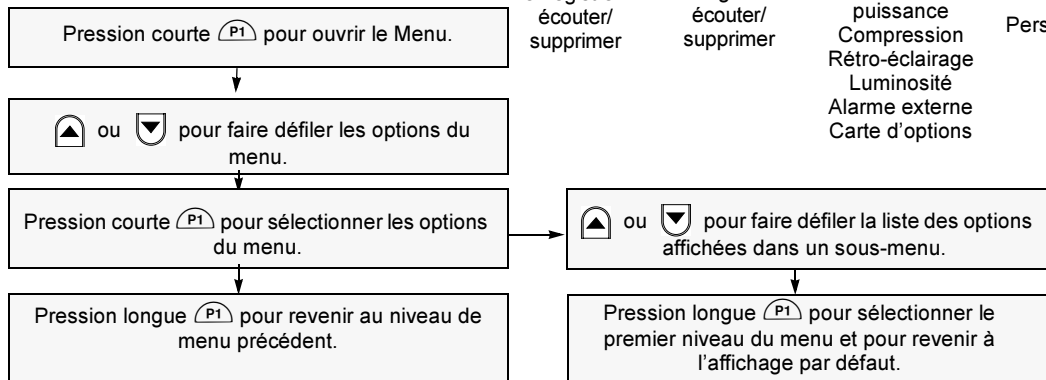 écouter/
supprimer
écouter/
supprimer
puissance
Compression
Rétro-éclairage
Luminosité
Alarme externe
Carte d'options
Pression courte P1 pour ouvrir le Menu.
ou pour faire défiler les options du
menu.
Pression courte P1 pour sélectionner les options
du menu.
ou pour faire défiler la liste des options
affichées dans un sous-menu.
Pression longue P1 pour revenir au niveau de
menu précédent.
Pression longue P1 pour sélectionner le
premier niveau du menu et pour revenir à
l'affichage par défaut.